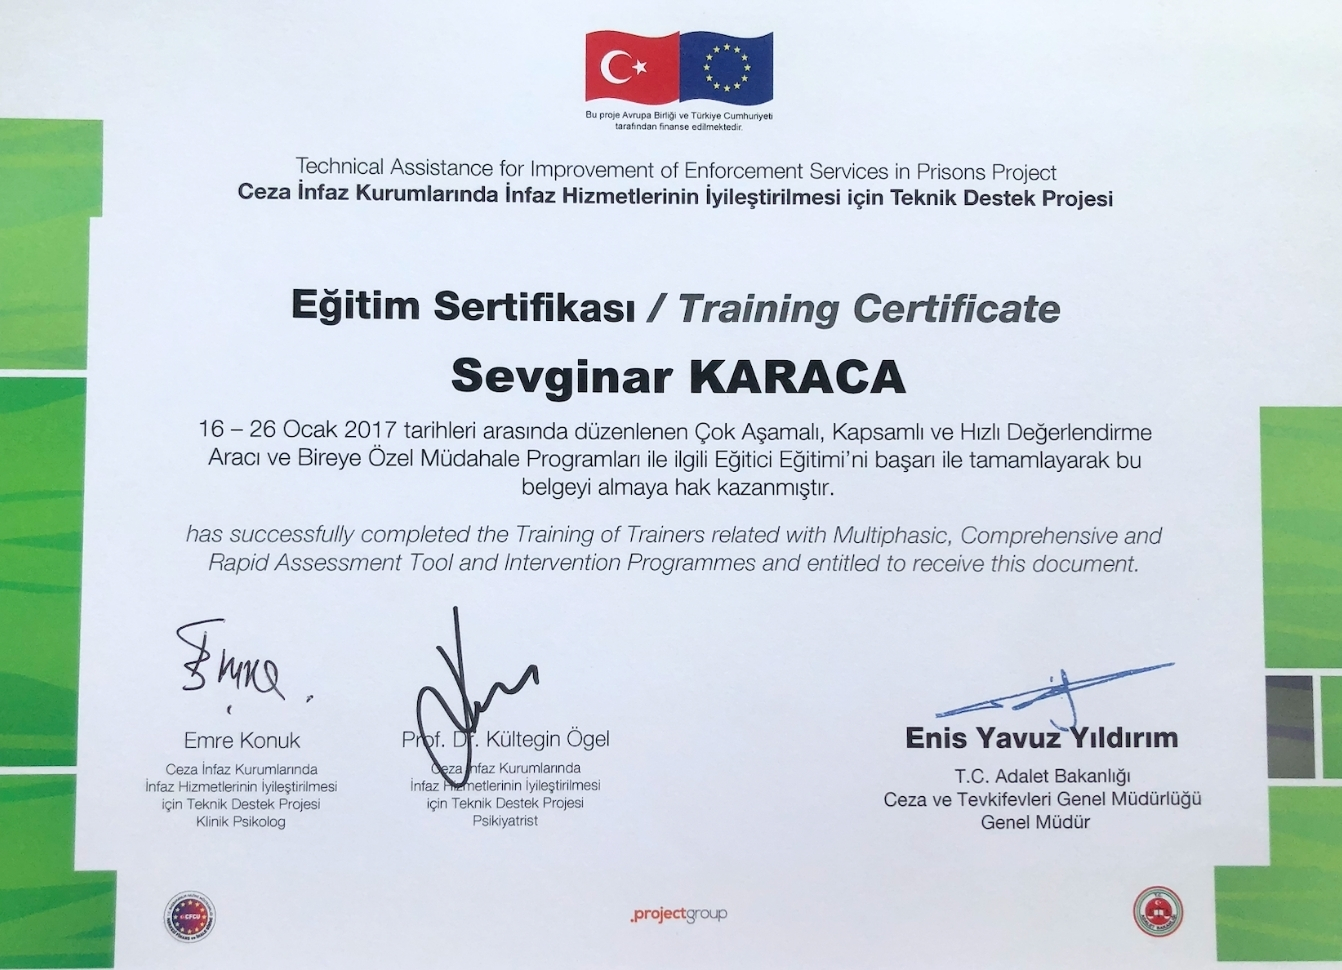 Bu proje Avrupa Birliği ve Türkiye Cumhuriyeti
tarafından finanse edilmektedir.
Technical Assistance for Improvement of Enforcement Services in Prisons Project
Ceza İnfaz Kurumlarında İnfaz Hizmetlerinin İyileştirilmesi için Teknik Destek Projesi
Eğitim Sertifikası / Training Certificate
Sevginar KARACA
16 – 26 Ocak 2017 tarihleri arasında düzenlenen Çok Aşamalı, Kapsamlı ve Hızlı Değerlendirme
Aracı ve Bireye Özel Müdahale Programları ile ilgili Eğitici Eğitimi'ni başarı ile tamamlayarak bu
belgeyi almaya hak kazanmıştır.
has successfully completed the Training of Trainers related with Multiphasic, Comprehensive and
Rapid Assessment Tool and Intervention Programmes and entitled to receive this document.
Emre Konuk
Ceza İnfaz Kurumlarında
İnfaz Hizmetlerinin İyileştirilmesi
için Teknik Destek Projesi
Klinik Psikolog
Prof. Dr. Kültegin Ögel
Ceza İnfaz Kurumlarında
İnfaz Hizmetlerinin İyileştirilmesi
için Teknik Destek Projesi
Psikiyatrist
Enis Yavuz Yıldırım
T.C. Adalet Bakanlığı
Ceza ve Tevkifevleri Genel Müdürlüğü
Genel Müdür
CFCU
.projectgroup
T.C.
ADALET BAKANLIĞI